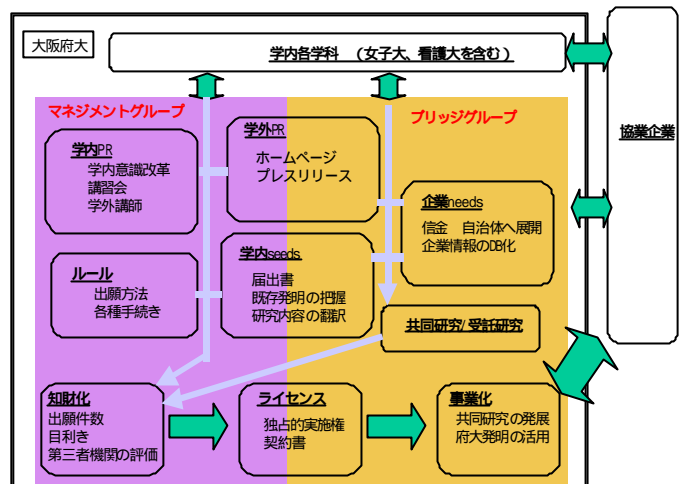 大阪府大
学内各学科 （女子大、看護大を含む）
協業企業
マネジメントグループ
ブリッジグループ
学内PR
学内意識改革
講習会
学外講師
学外PR
ホームページ
プレスリリース
企業needs
信金 自治体へ展開
企業情報のDB化
ルール
出願方法
各種手続き
学内seeds
届出書
既存発明の把握
研究内容の翻訳
共同研究/受託研究
知財化
出願件数
目利き
第三者機関の評価
ライセンス
独占的実施権
契約書
事業化
共同研究の発展
府大発明の活用